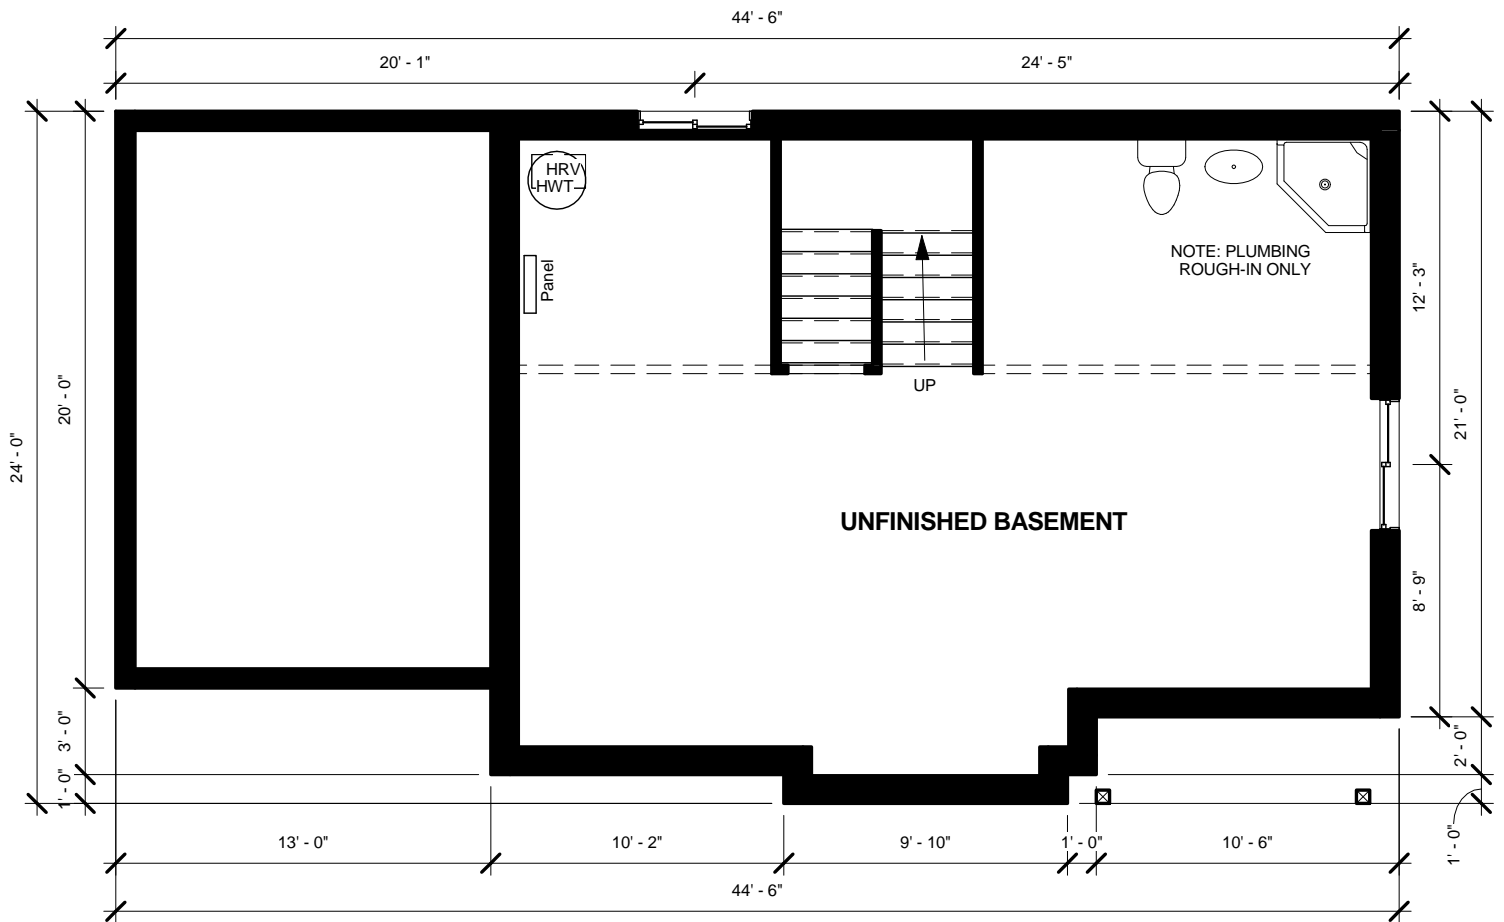 44' - 6"
20' - 1"
24' - 5"
HRV
HWT
Panel
NOTE: PLUMBING
ROUGH-IN ONLY
12' - 3"
UP
20' - 0"
21' - 0"
24' - 0"
UNFINISHED BASEMENT
8' - 9"
3' - 0"
2' - 0"
1' - 0"
1' - 0"
13' - 0"
10' - 2"
9' - 10"
1' - 0"
10' - 6"
44' - 6"